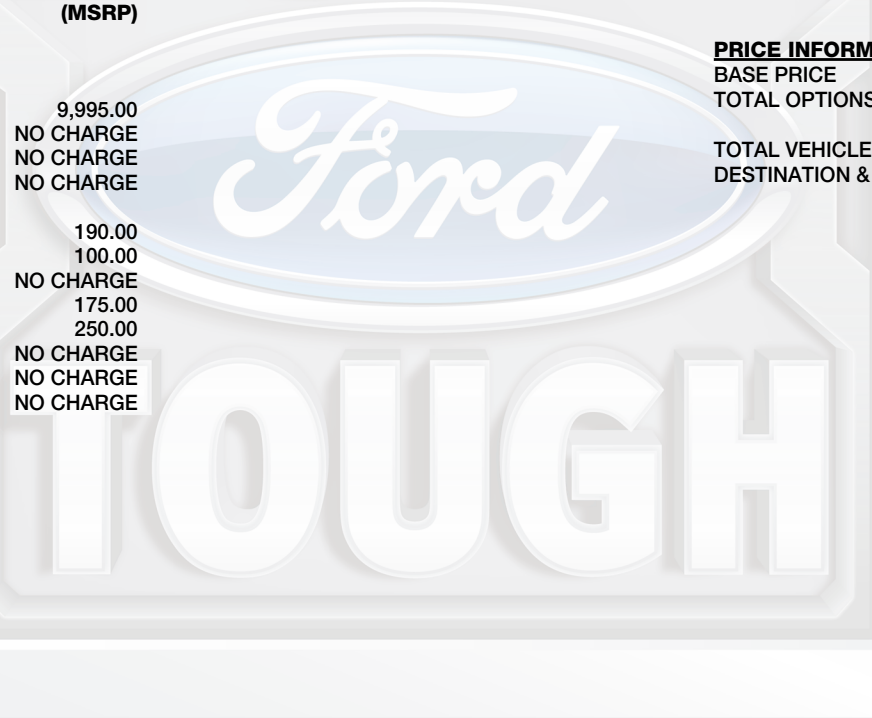 (MSRP)
9,995.00
NO CHARGE
NO CHARGE
NO CHARGE
190.00
100.00
NO CHARGE
175.00
250.00
NO CHARGE
NO CHARGE
NO CHARGE
PRICE INFORM
BASE PRICE
TOTAL OPTIONS
TOTAL VEHICLE
DESTINATION &
Ford
TOUGH